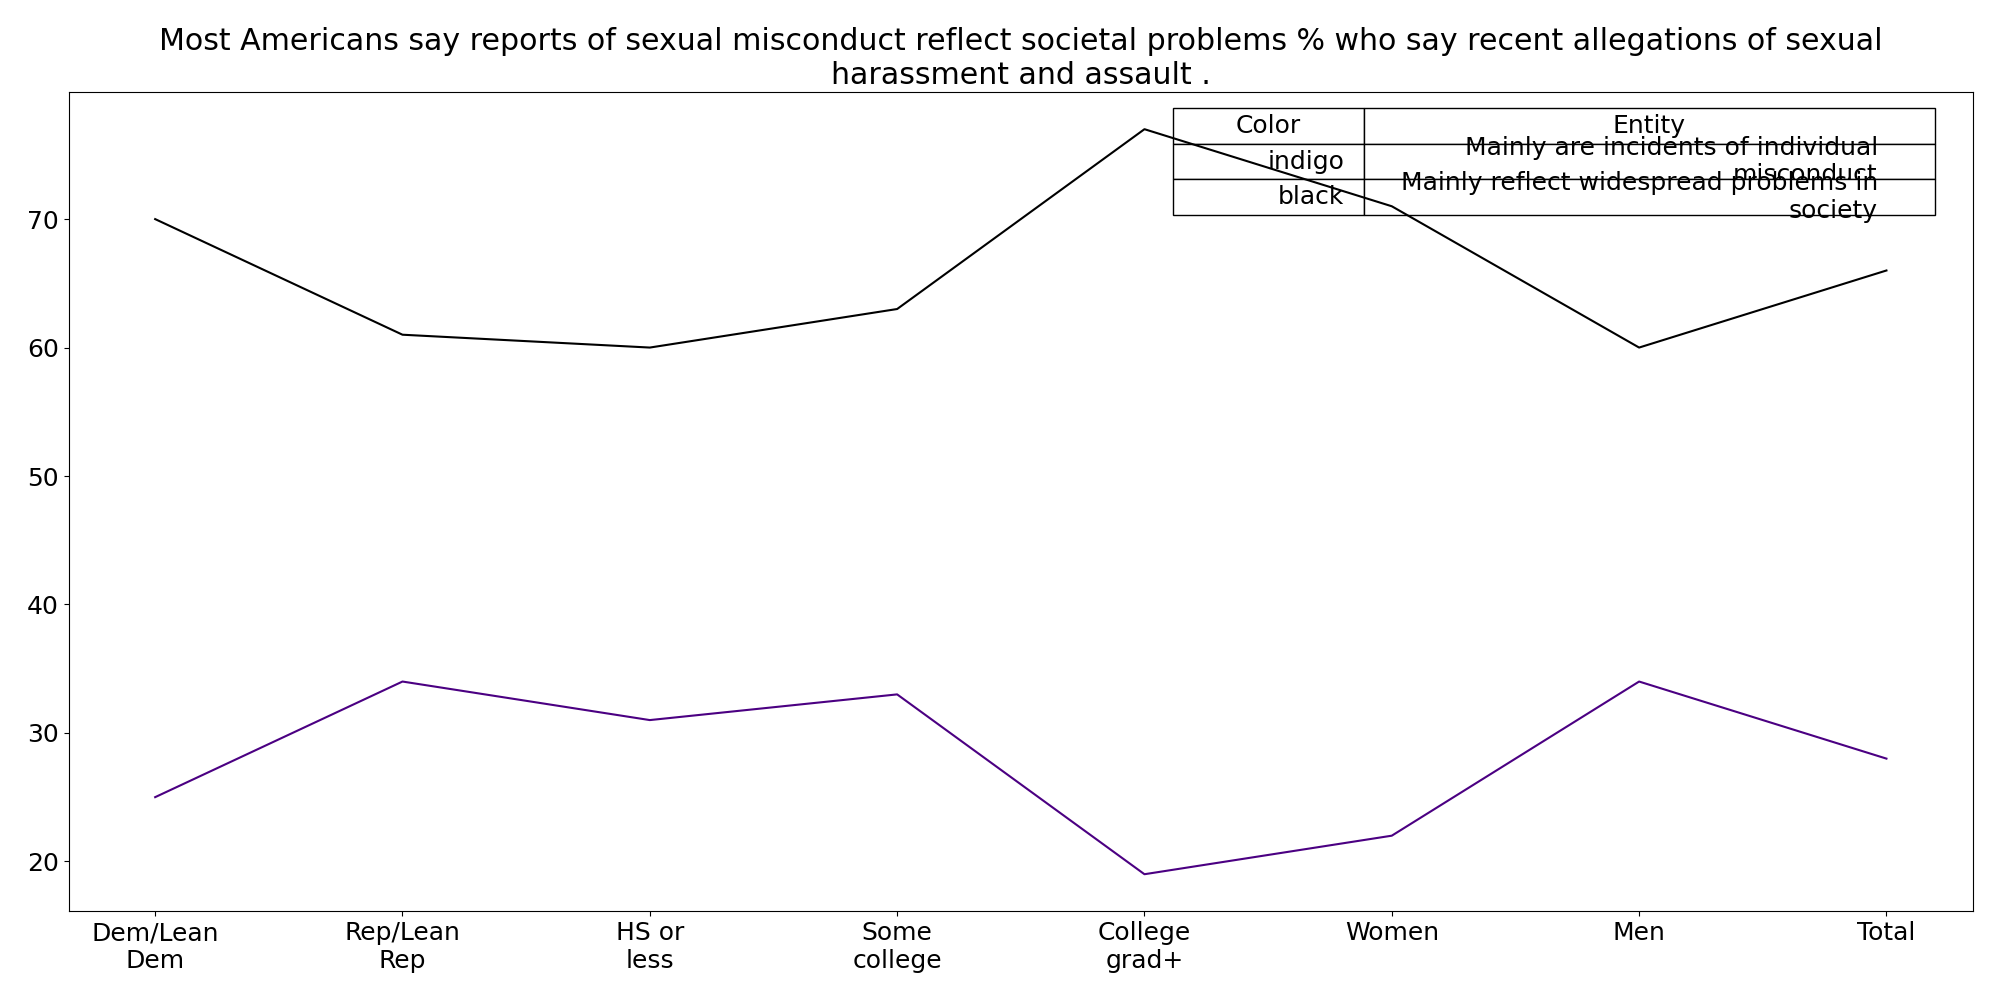 Most Americans say reports of sexual misconduct reflect societal problems % who say recent allegations of sexual
harassment and assault .
Color Entity
indigo Mainly are incidents of individual
misconduct
black Mainly reflect widespread problems in
society
70
60
50
40
30
20
Dem/Lean Rep/Lean HS or Some College Women Men Total
Dem Rep less college grad+